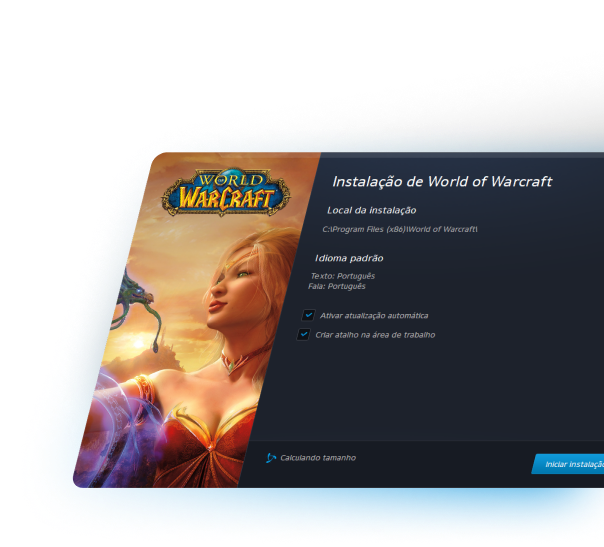 WORLD
WARCRAFT
Instalação de World of Warcraft
Local da instalação
C:\Program Files (x86)\World of Warcraft\
Idioma padrão
Texto: Português
Fala: Português
Ativar atualização automática
Criar atalho na área de trabalho
Calculando tamanho
Iniciar instalação